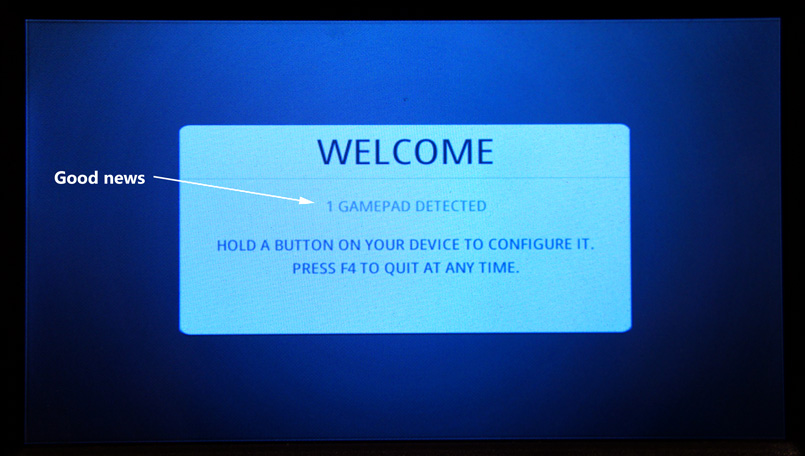 WELCOME
Good news
1 GAMEPAD DETECTED
HOLD A BUTTON ON YOUR DEVICE TO CONFIGURE IT.
PRESS F4 TO QUIT AT ANY TIME.